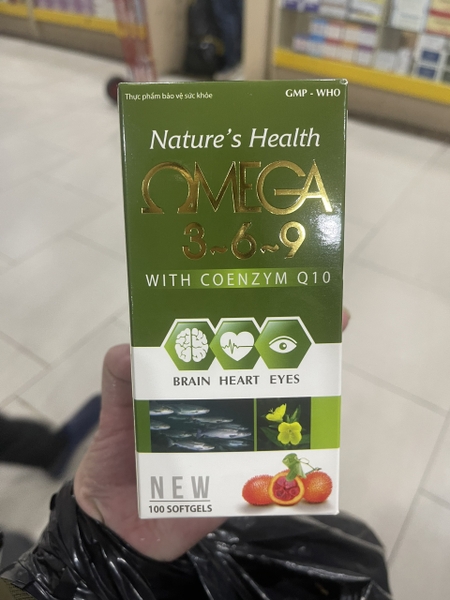 Thực phẩm bảo vệ sức khỏe
GMP - WHO
Nature's Health
ΩMEGA
3~6~9
WITH COENZYM Q10
BRAIN HEART EYES
NEW
100 SOFTGELS